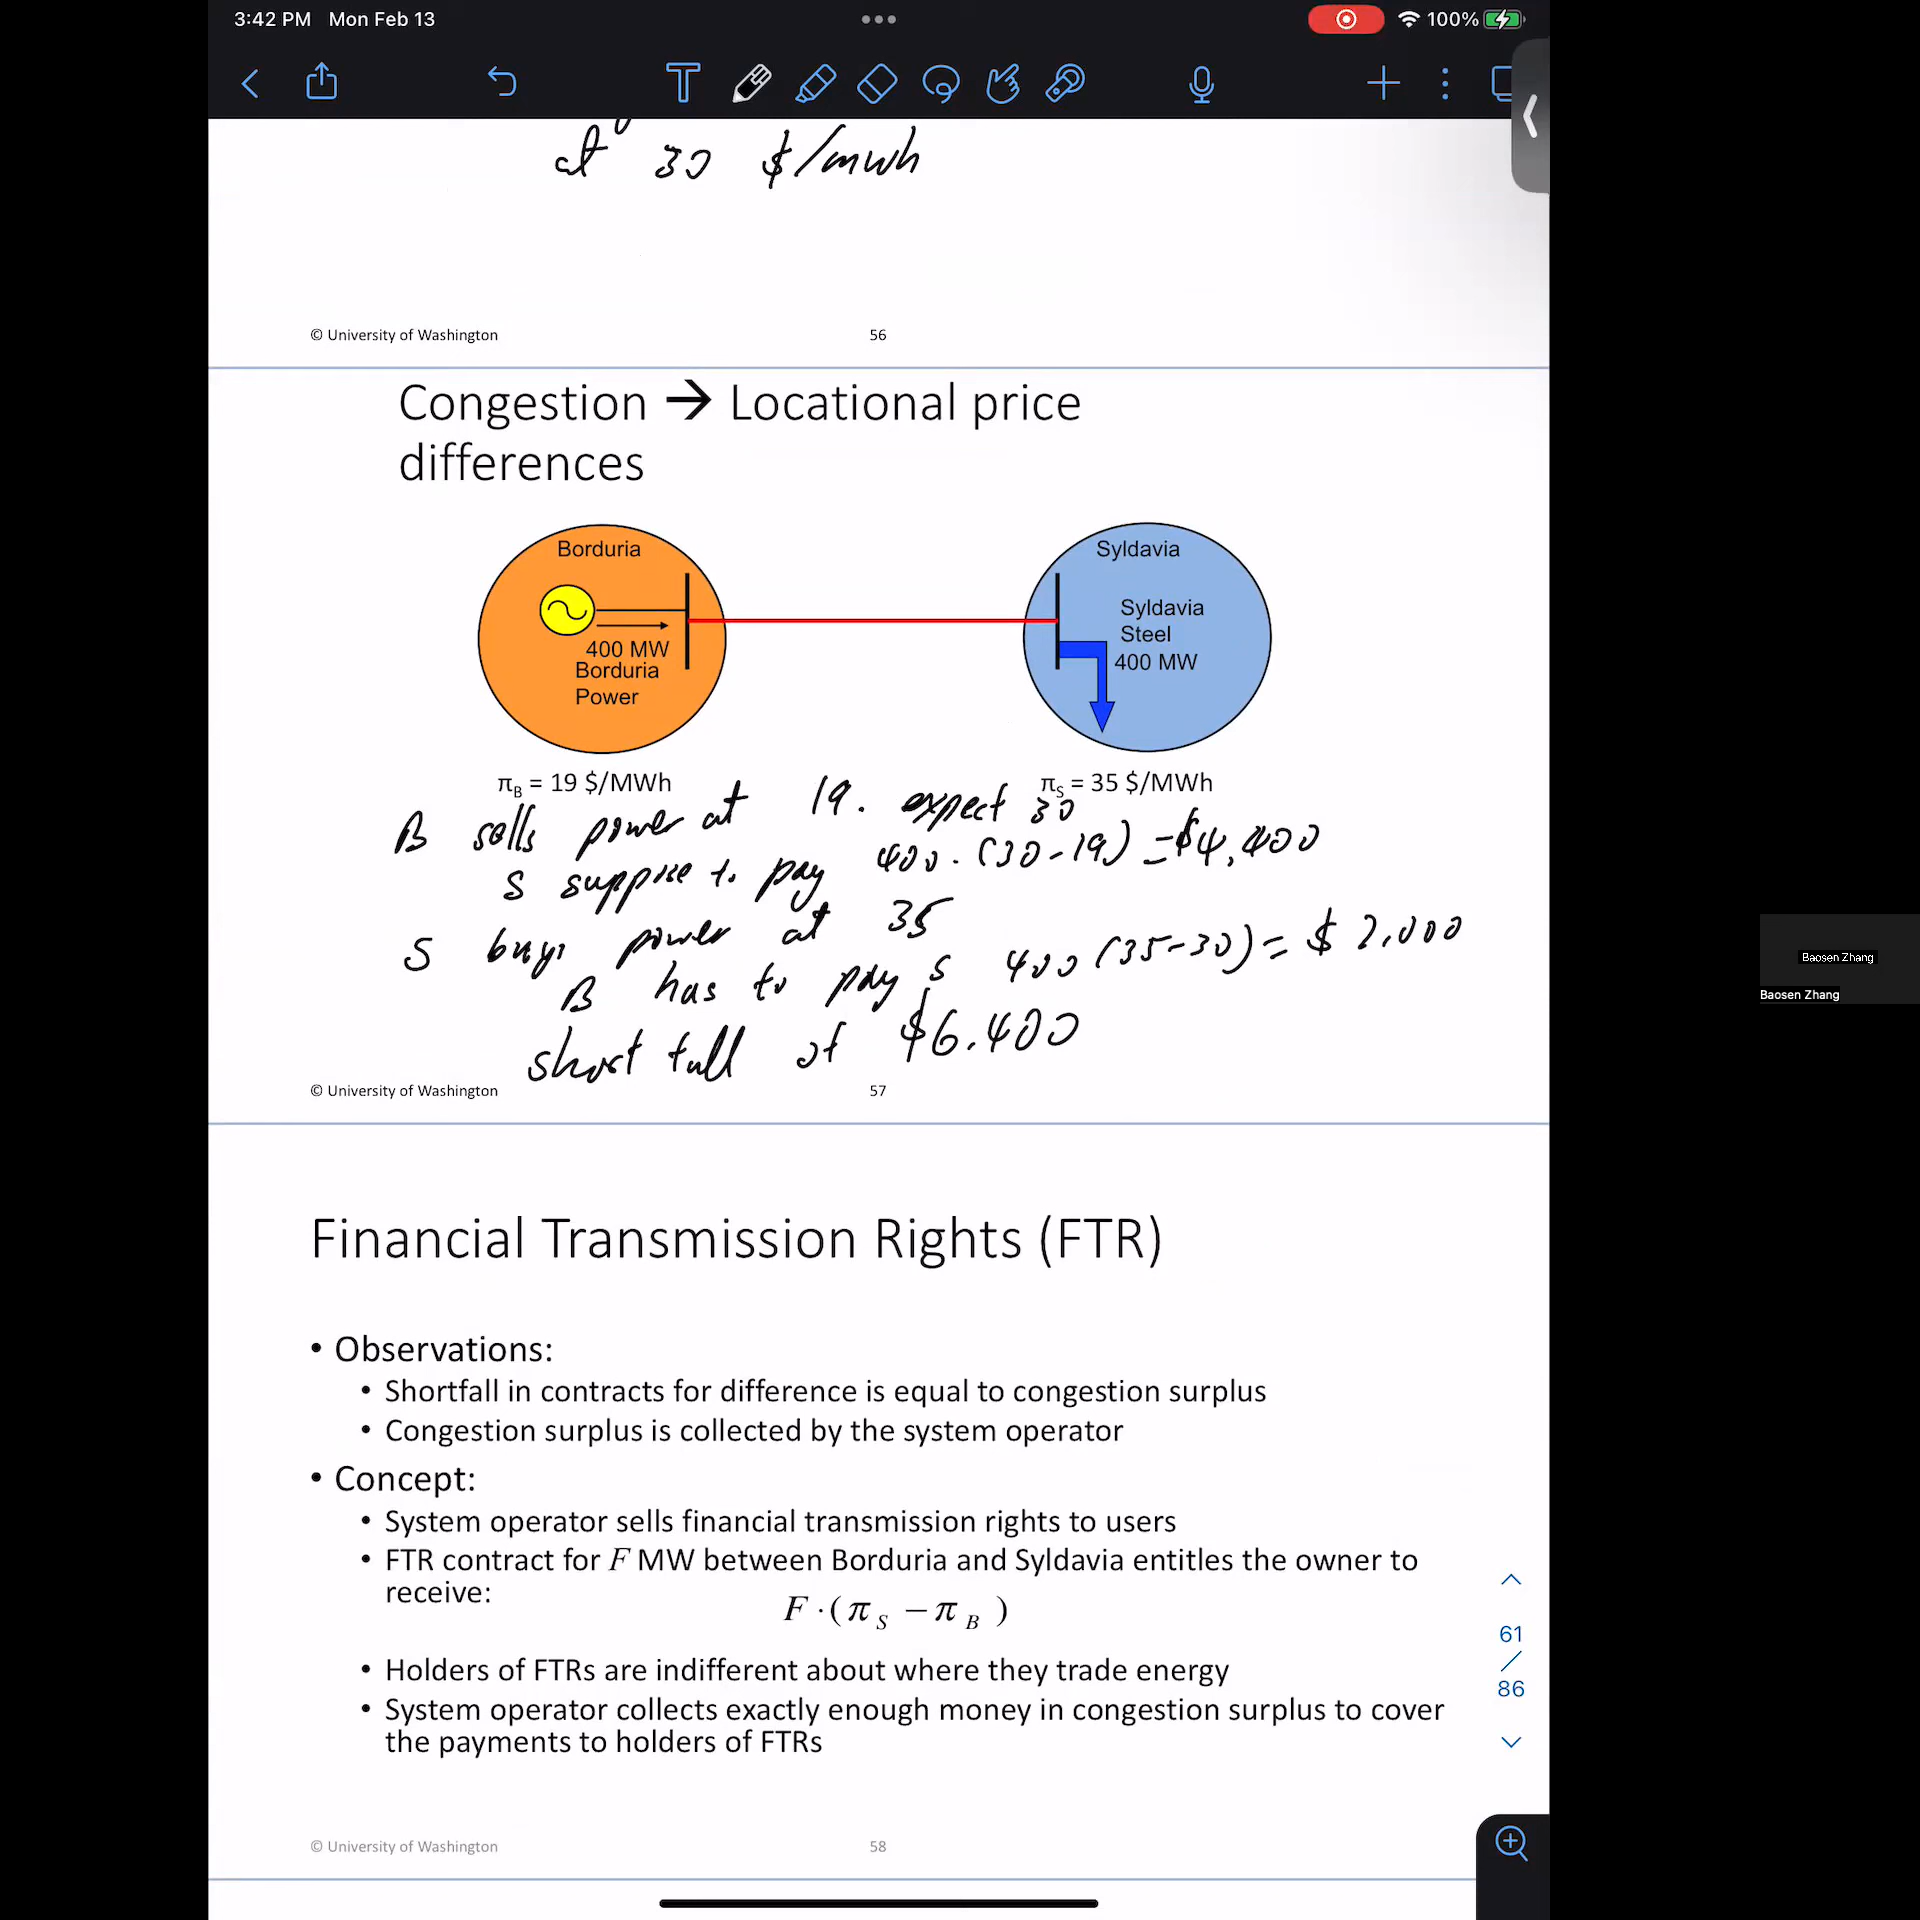 3:42 PM Mon Feb 13
100%
at 30 $/mwh
© University of Washington
56
Congestion → Locational price
differences
Borduria
400 MW
Borduria
Power
Syldavia
Syldavia
Steel
400 MW
πB = 19 $/MWh
πS = 35 $/MWh
B sells power at 19. expect 30
S suppose to pay 400 · (30-19) = $4,400
S buys power at 35
B has to pay S 400 (35-30) = $ 2,000
short fall of $6.400
© University of Washington
57
Financial Transmission Rights (FTR)
• Observations:
• Shortfall in contracts for difference is equal to congestion surplus
• Congestion surplus is collected by the system operator
• Concept:
• System operator sells financial transmission rights to users
• FTR contract for F MW between Borduria and Syldavia entitles the owner to
receive:
F · (π S − π B )
• Holders of FTRs are indifferent about where they trade energy
• System operator collects exactly enough money in congestion surplus to cover
the payments to holders of FTRs
© University of Washington
58
61
/
86
Baosen Zhang
Baosen Zhang